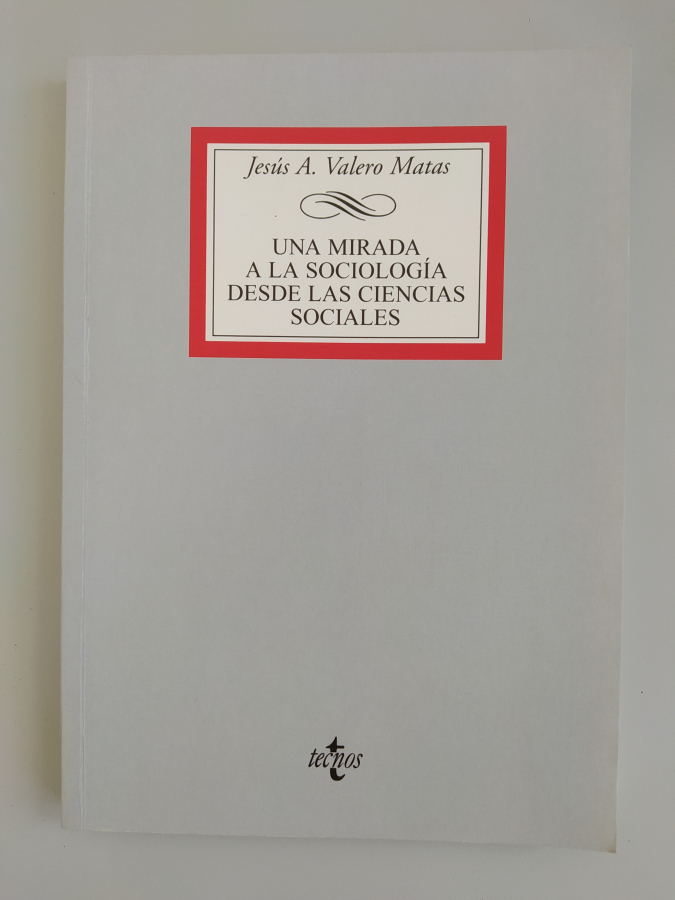 Jesús A. Valero Matas
UNA MIRADA
A LA SOCIOLOGÍA
DESDE LAS CIENCIAS
SOCIALES
tecnos